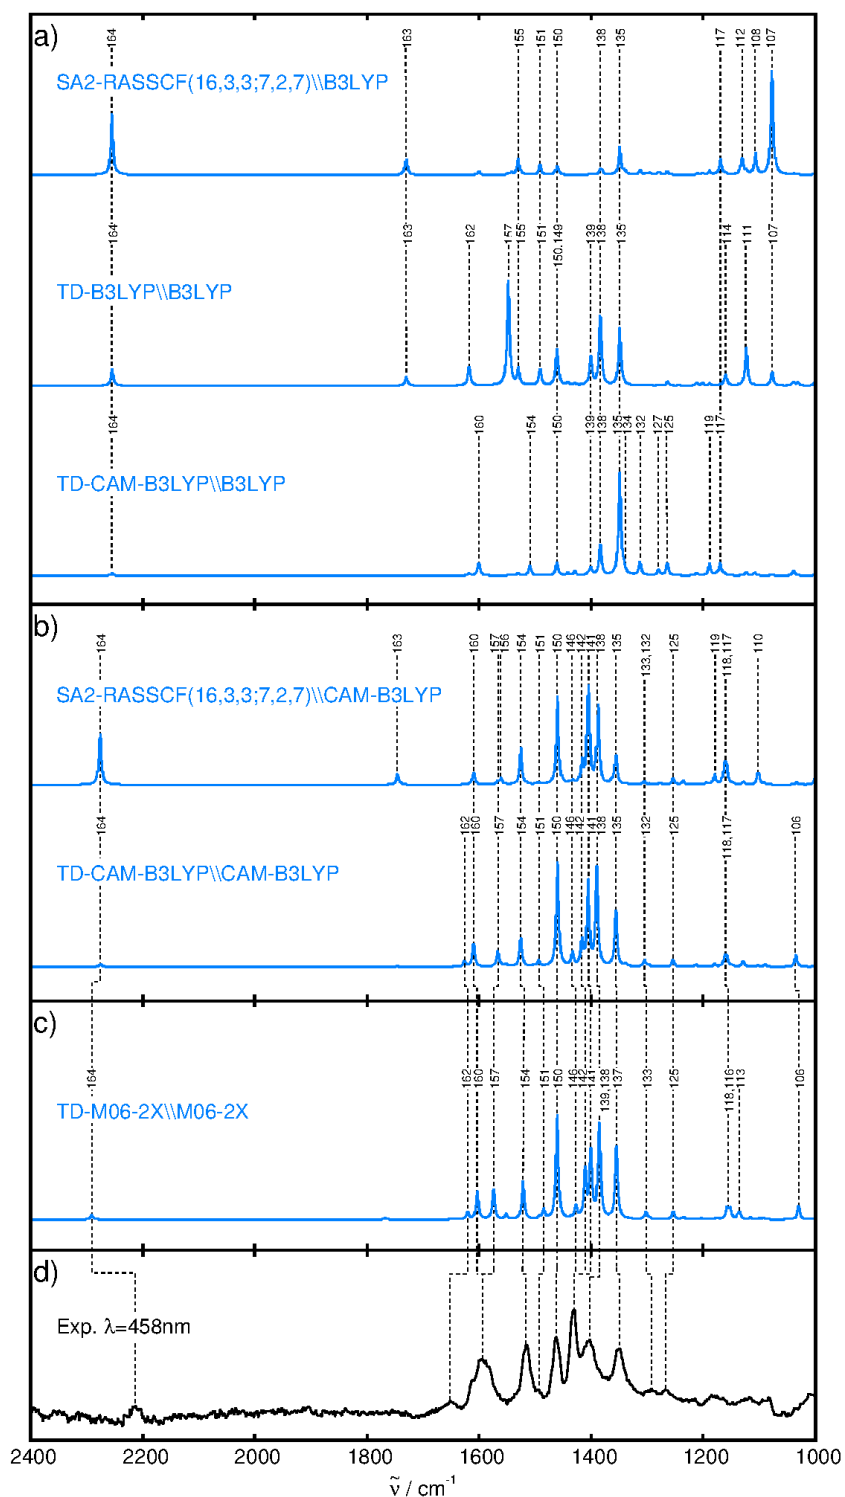 a)
164 163 155 151 150 138 135 117 112 108 107
SA2-RASSCF(16,3,3;7,2,7)\\B3LYP
164 163 162 157 155 151 150,149 139 138 135 114 111 107
TD-B3LYP\\B3LYP
164 160 154 150 139 138 135 134 132 127 125 119 117
TD-CAM-B3LYP\\B3LYP
b)
164 163 160 157 156 154 151 150 146 142 141 138 135 133,132 125 119 118,117 110
SA2-RASSCF(16,3,3;7,2,7)\\CAM-B3LYP
164 162 160 157 154 151 150 146 142 141 138 135 132 125 118,117 106
TD-CAM-B3LYP\\CAM-B3LYP
c)
164 162 160 157 154 151 150 146 142 141 139,138 137 133 125 118,116 113 106
TD-M06-2X\\M06-2X
d)
Exp. λ=458nm
2400 2200 2000 1800 1600 1400 1200 1000
ν̃ / cm⁻¹